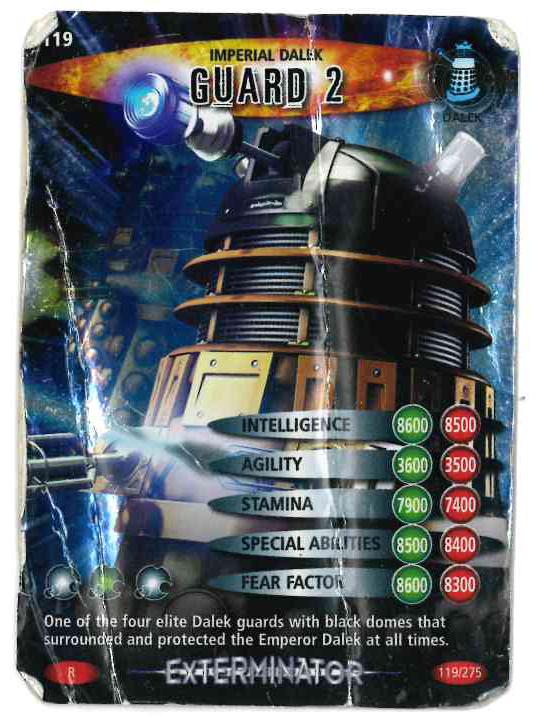 119
IMPERIAL DALEK
GUARD 2
DALEK
INTELLIGENCE 8600 8500
AGILITY 3600 3500
STAMINA 7900 7400
SPECIAL ABILITIES 8500 8400
FEAR FACTOR 8600 8300
One of the four elite Dalek guards with black domes that
surrounded and protected the Emperor Dalek at all times.
R EXTERMINATOR 119/275